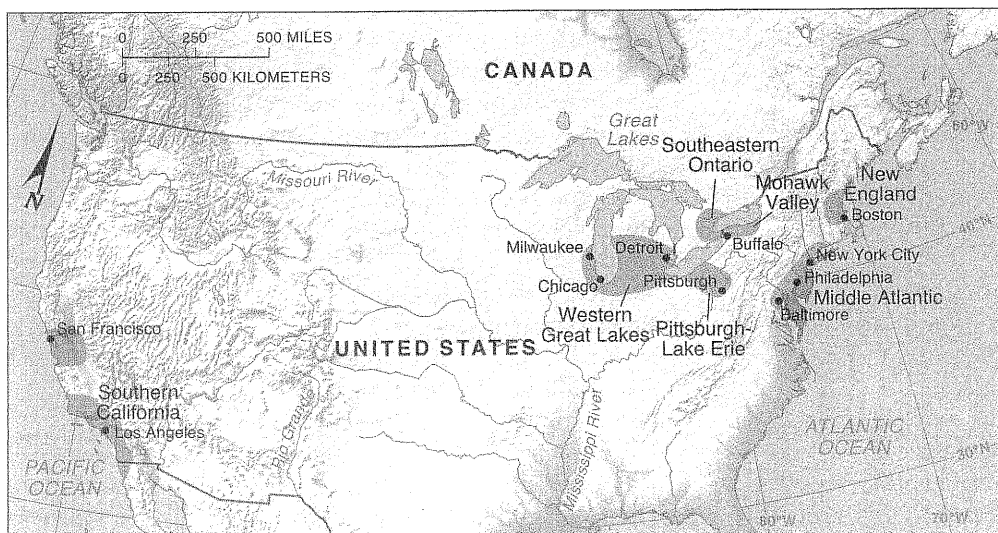 0 250 500 MILES
0 250 500 KILOMETERS
CANADA
Great
Lakes
Southeastern
Ontario
60°W
Missouri River
Mohawk
Valley
New
England
N
Boston
40°N
Milwaukee
Detroit
Buffalo
New York City
Chicago
Pittsburgh
Philadelphia
Middle Atlantic
Baltimore
Western
Great Lakes
Pittsburgh-
Lake Erie
San Francisco
UNITED STATES
Southern
California
Los Angeles
Rio Grande
Mississippi River
ATLANTIC
OCEAN
30°N
PACIFIC
OCEAN
80°W
70°W